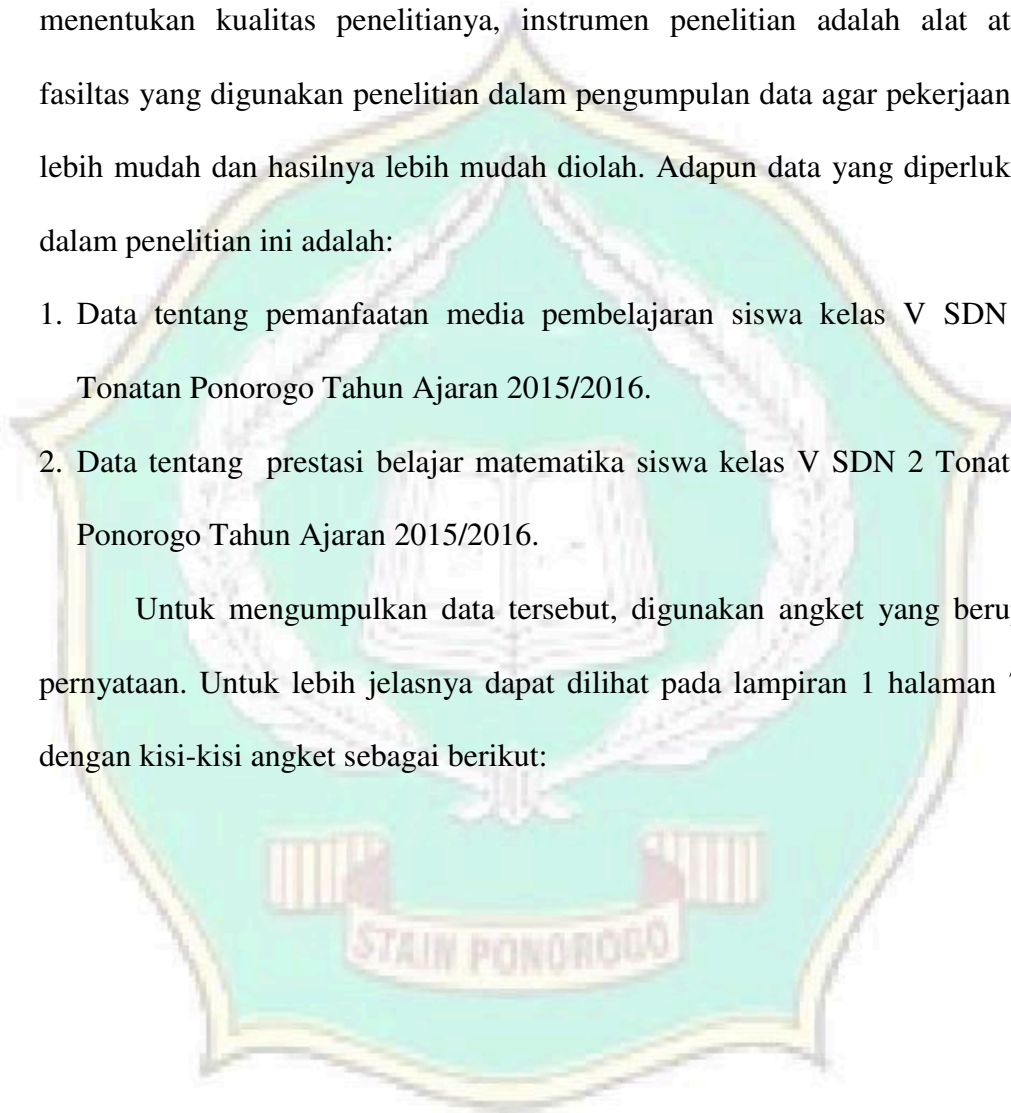 menentukan kualitas penelitianya, instrumen penelitian adalah alat at
fasiltas yang digunakan penelitian dalam pengumpulan data agar pekerjaan
lebih mudah dan hasilnya lebih mudah diolah. Adapun data yang diperluk
dalam penelitian ini adalah:
1. Data tentang pemanfaatan media pembelajaran siswa kelas V SDN
Tonatan Ponorogo Tahun Ajaran 2015/2016.
2. Data tentang prestasi belajar matematika siswa kelas V SDN 2 Tonat
Ponorogo Tahun Ajaran 2015/2016.
Untuk mengumpulkan data tersebut, digunakan angket yang beru
pernyataan. Untuk lebih jelasnya dapat dilihat pada lampiran 1 halaman
dengan kisi-kisi angket sebagai berikut:
STAIN PONOROGO